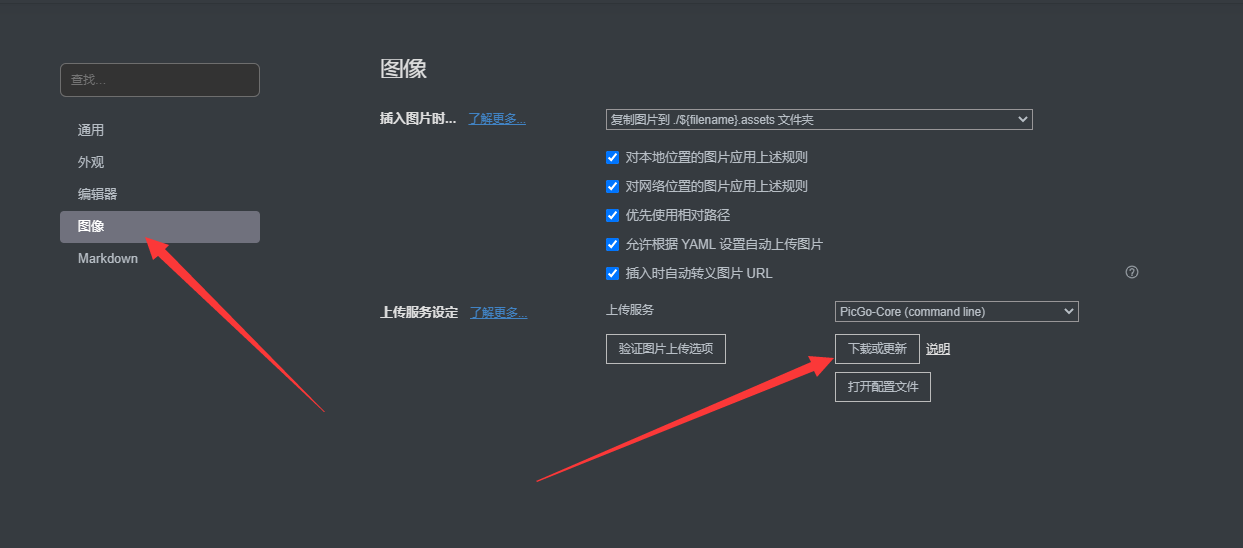 查找...
通用
外观
编辑器
图像
Markdown
图像
插入图片时... 了解更多... 复制图片到 ./${filename}.assets 文件夹
对本地位置的图片应用上述规则
对网络位置的图片应用上述规则
优先使用相对路径
允许根据 YAML 设置自动上传图片
插入时自动转义图片 URL ?
上传服务设定 了解更多... 上传服务 PicGo-Core (command line)
验证图片上传选项 下载或更新 说明
打开配置文件